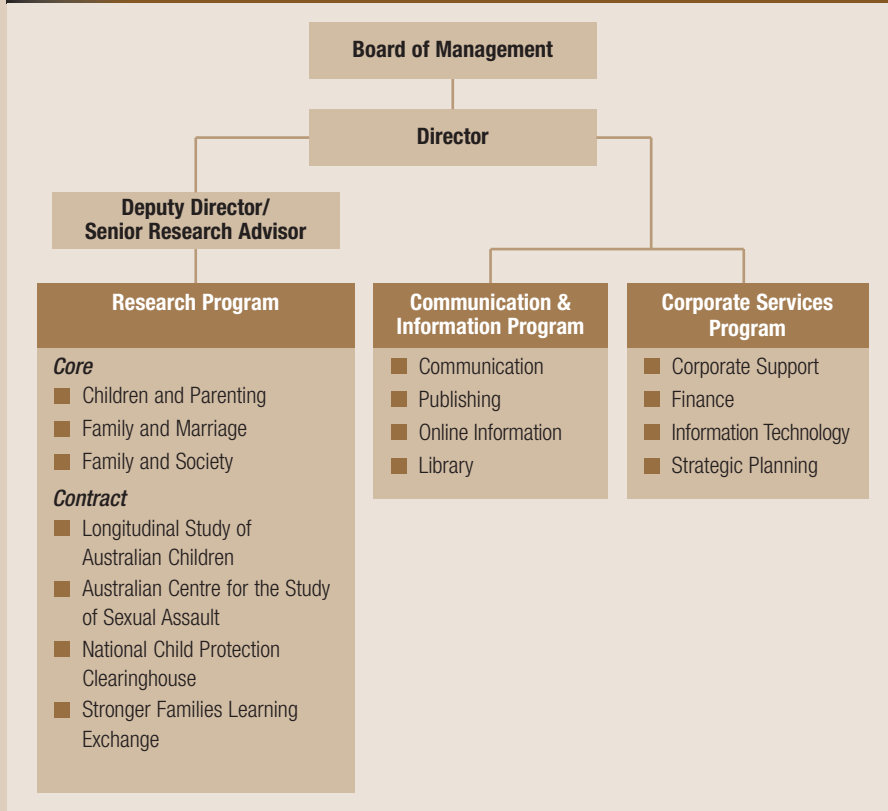 Board of Management
Director
Deputy Director/
Senior Research Advisor
Research Program
Core
Children and Parenting
Family and Marriage
Family and Society
Contract
Longitudinal Study of
Australian Children
Australian Centre for the Study
of Sexual Assault
National Child Protection
Clearinghouse
Stronger Families Learning
Exchange
Communication &
Information Program
Communication
Publishing
Online Information
Library
Corporate Services
Program
Corporate Support
Finance
Information Technology
Strategic Planning